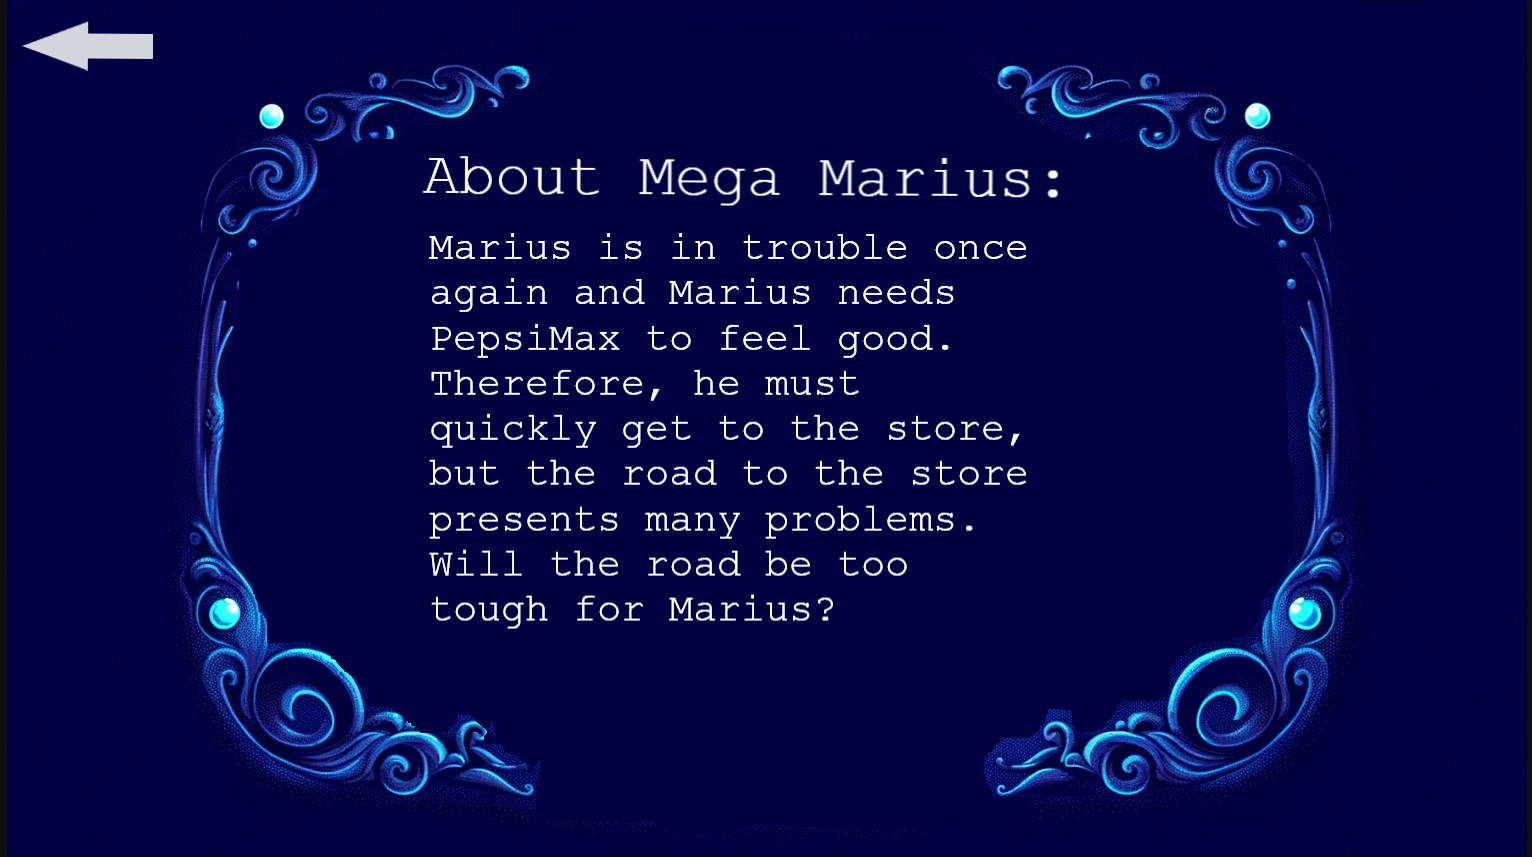 About Mega Marius:
Marius is in trouble once
again and Marius needs
PepsiMax to feel good.
Therefore, he must
quickly get to the store,
but the road to the store
presents many problems.
Will the road be too
tough for Marius?